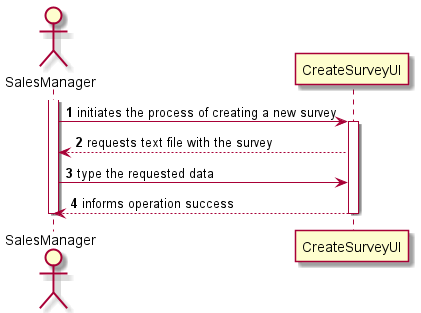 SalesManager
CreateSurveyUI
1 initiates the process of creating a new survey
2 requests text file with the survey
3 type the requested data
4 informs operation success
SalesManager
CreateSurveyUI